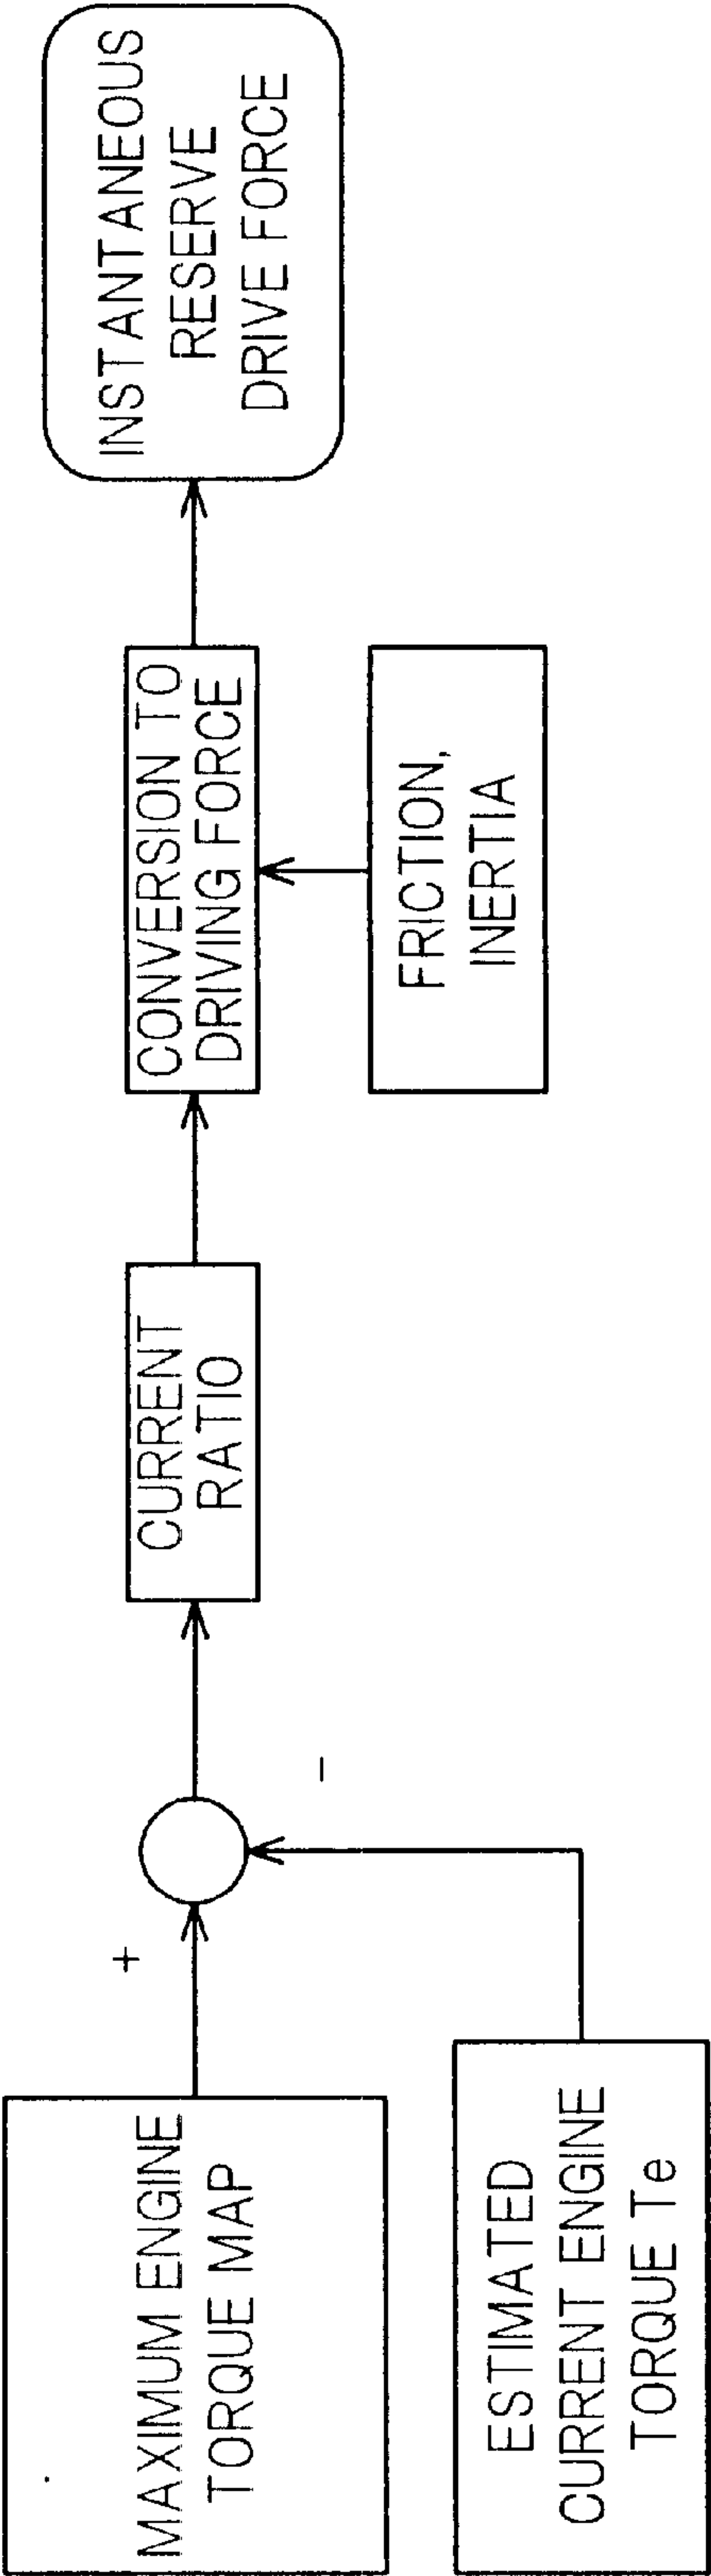 MAXIMUM ENGINE
TORQUE MAP
+
ESTIMATED
CURRENT ENGINE
TORQUE Te
−
CURRENT
RATIO
CONVERSION TO
DRIVING FORCE
FRICTION,
INERTIA
INSTANTANEOUS
RESERVE
DRIVE FORCE